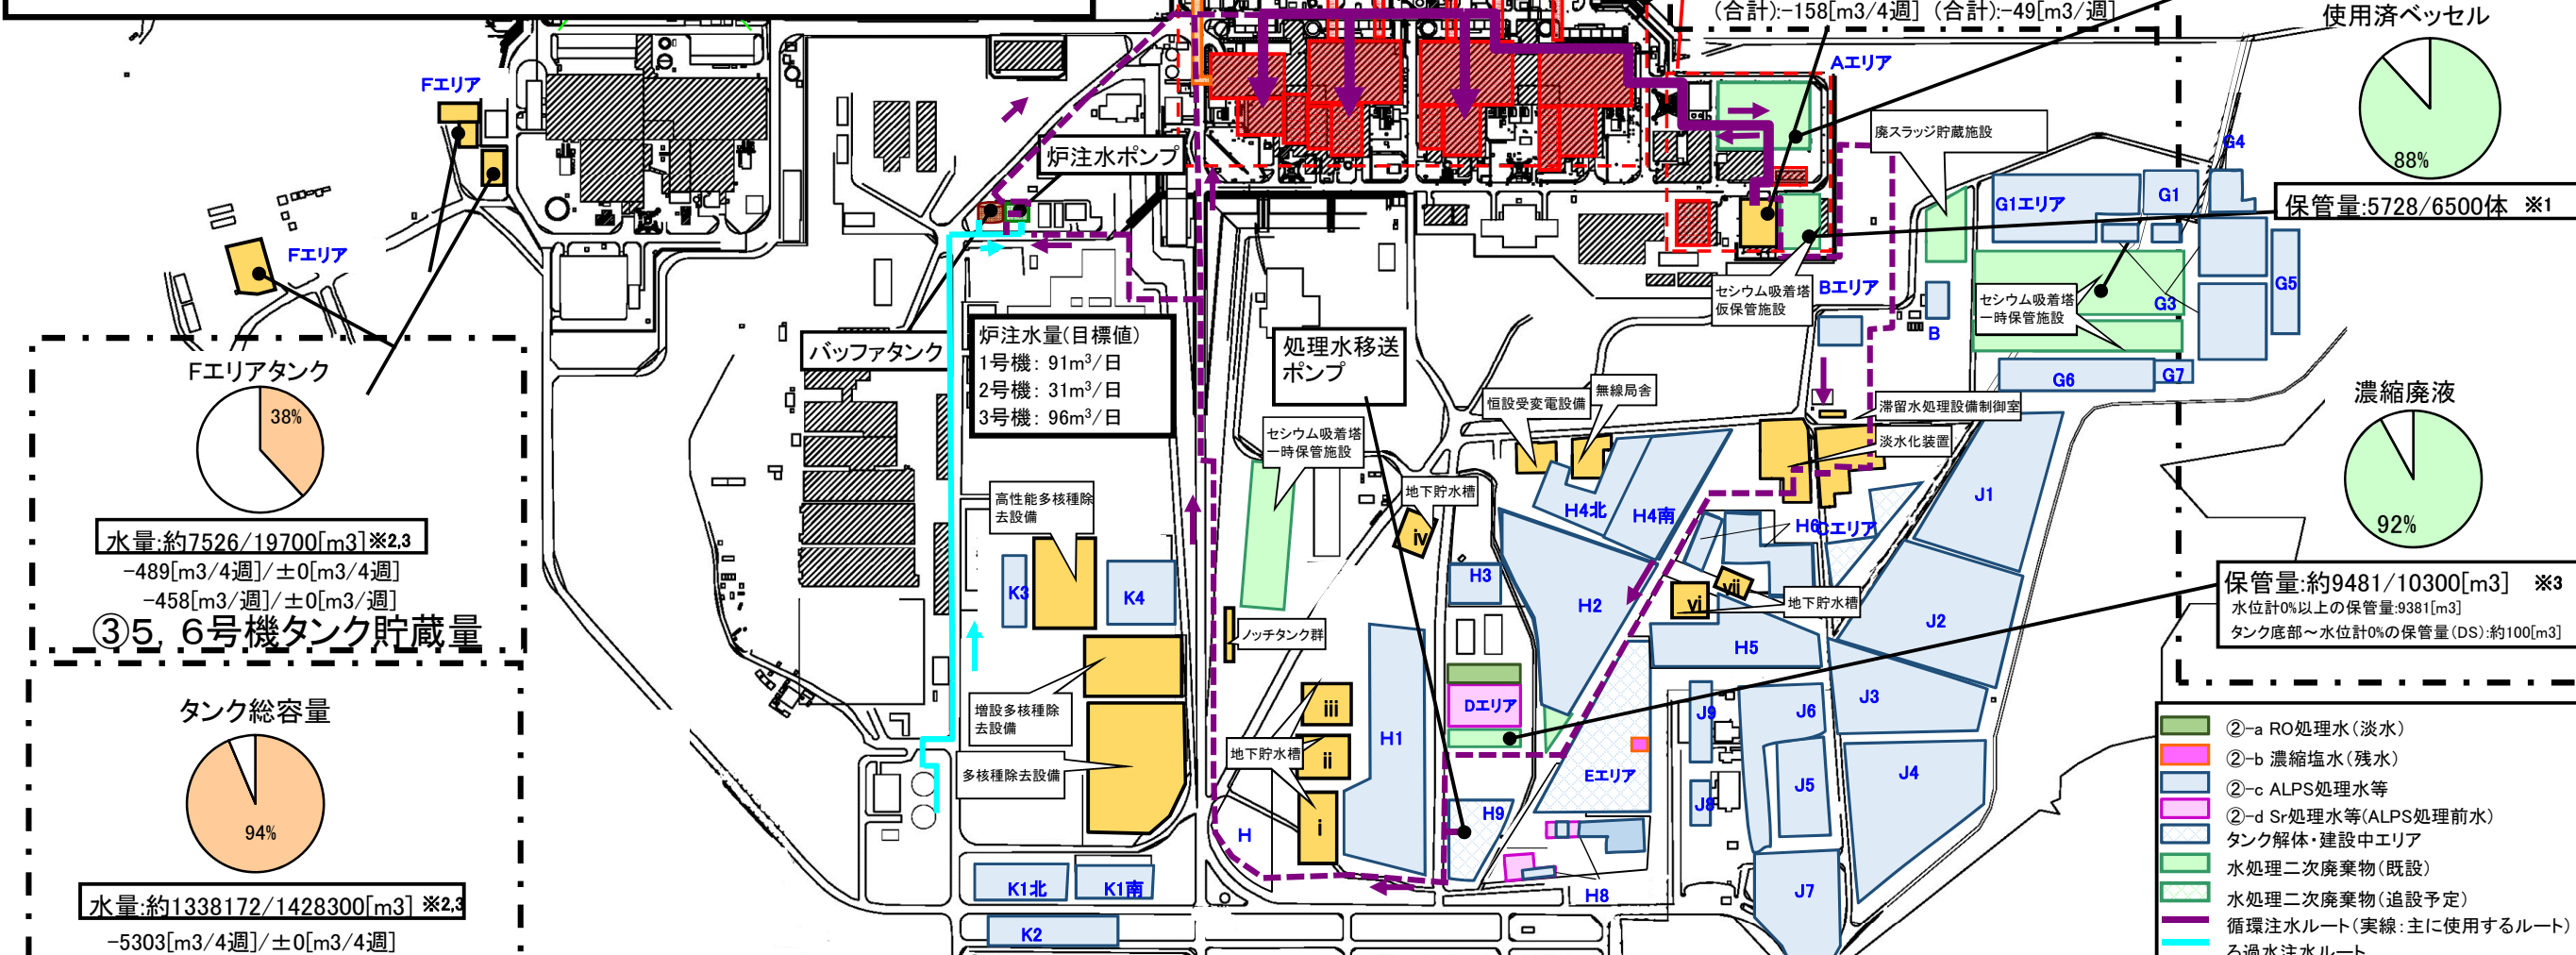 (合計):-158[m3/4週] (合計):-49[m3/週]
使用済ベッセル
88%
保管量:5728/6500体 ※1
Fエリア
Fエリア
Aエリア
廃スラッジ貯蔵施設
G4
G1エリア
G1
炉注水ポンプ
セシウム吸着塔
仮保管施設
Bエリア
B
セシウム吸着塔
一時保管施設
G3
G5
G6
G7
バッファタンク
炉注水量(目標値)
1号機: 91m³/日
2号機: 31m³/日
3号機: 96m³/日
処理水移送
ポンプ
恒設受変電設備
無線局舎
滞留水処理設備制御室
淡水化装置
Fエリアタンク
38%
水量:約7526/19700[m3]※2,3
-489[m3/4週]/±0[m3/4週]
-458[m3/週]/±0[m3/週]
③5, 6号機タンク貯蔵量
濃縮廃液
92%
保管量:約9481/10300[m3] ※3
水位計0%以上の保管量:9381[m3]
タンク底部～水位計0%の保管量(DS):約100[m3]
セシウム吸着塔
一時保管施設
高性能多核種除
去設備
地下貯水槽
iv
H4北
H4南
H6
Cエリア
J1
K3
K4
H3
H2
vi
vii
地下貯水槽
J2
H5
ノッチタンク群
増設多核種除
去設備
多核種除去設備
地下貯水槽
iii
ii
i
H1
H
Dエリア
Eエリア
H9
H8
J9
J8
J6
J5
J3
J4
J7
K1北
K1南
K2
タンク総容量
94%
水量:約1338172/1428300[m3] ※2,3
-5303[m3/4週]/±0[m3/4週]
②-a RO処理水(淡水)
②-b 濃縮塩水(残水)
②-c ALPS処理水等
②-d Sr処理水等(ALPS処理前水)
タンク解体・建設中エリア
水処理二次廃棄物(既設)
水処理二次廃棄物(追設予定)
循環注水ルート(実線:主に使用するルート)
ろ過水注水ルート